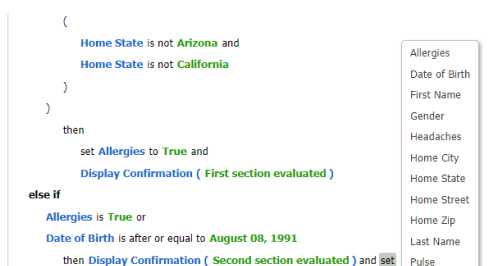 (
Home State is not Arizona and
Home State is not California
)
)
then
set Allergies to True and
Display Confirmation ( First section evaluated )
else if
Allergies is True or
Date of Birth is after or equal to August 08, 1991
then Display Confirmation ( Second section evaluated ) and set
Allergies
Date of Birth
First Name
Gender
Headaches
Home City
Home State
Home Street
Home Zip
Last Name
Pulse